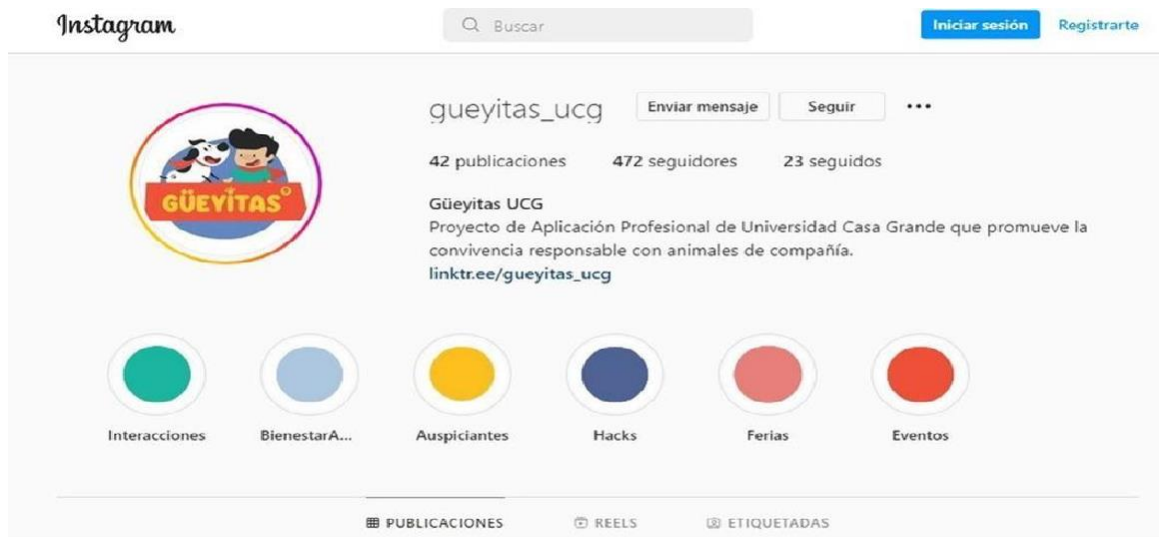 Instagram
Buscar
Iniciar sesión
Registrarte
gueyitas_ucg
Enviar mensaje
Seguir
42 publicaciones
472 seguidores
23 seguidos
GÜEYITAS
Güeyitas UCG
Proyecto de Aplicación Profesional de Universidad Casa Grande que promueve la
convivencia responsable con animales de compañía.
linktr.ee/gueyitas_ucg
Interacciones
BienestarA...
Auspiciantes
Hacks
Ferias
Eventos
PUBLICACIONES
REELS
ETIQUETADAS